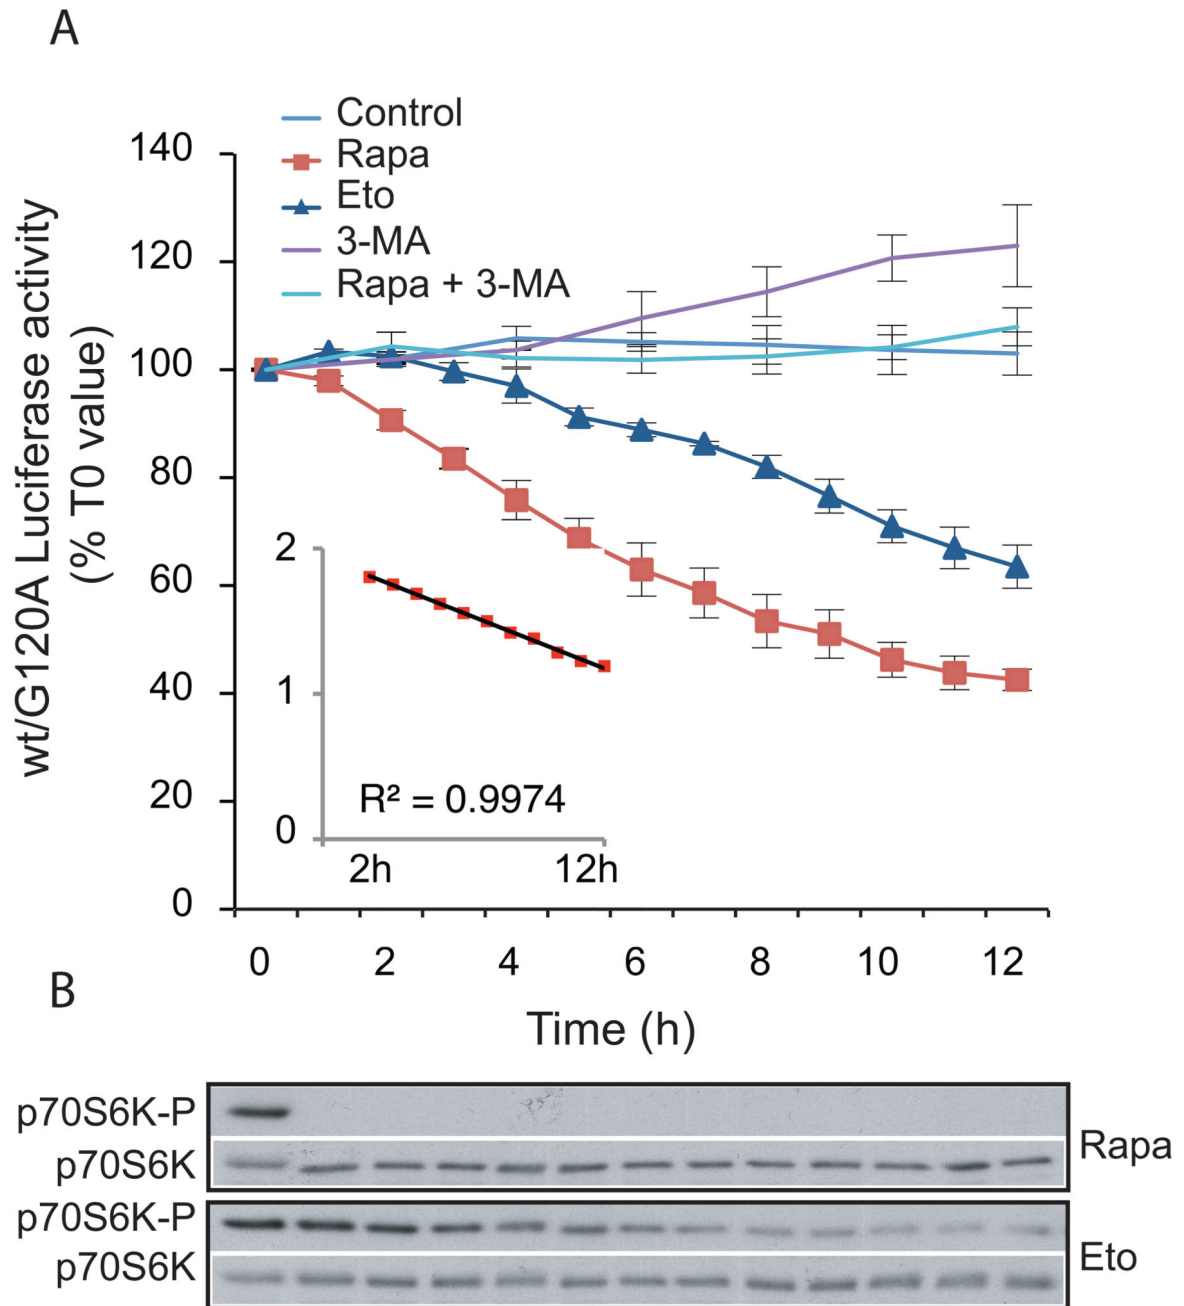 A
Control
Rapa
Eto
3-MA
Rapa + 3-MA
wt/G120A Luciferase activity
(% T0 value)
140
120
100
80
60
40
20
0
2
1
0
R² = 0.9974
2h 12h
0 2 4 6 8 10 12
Time (h)
B
p70S6K-P
p70S6K
Rapa
p70S6K-P
p70S6K
Eto